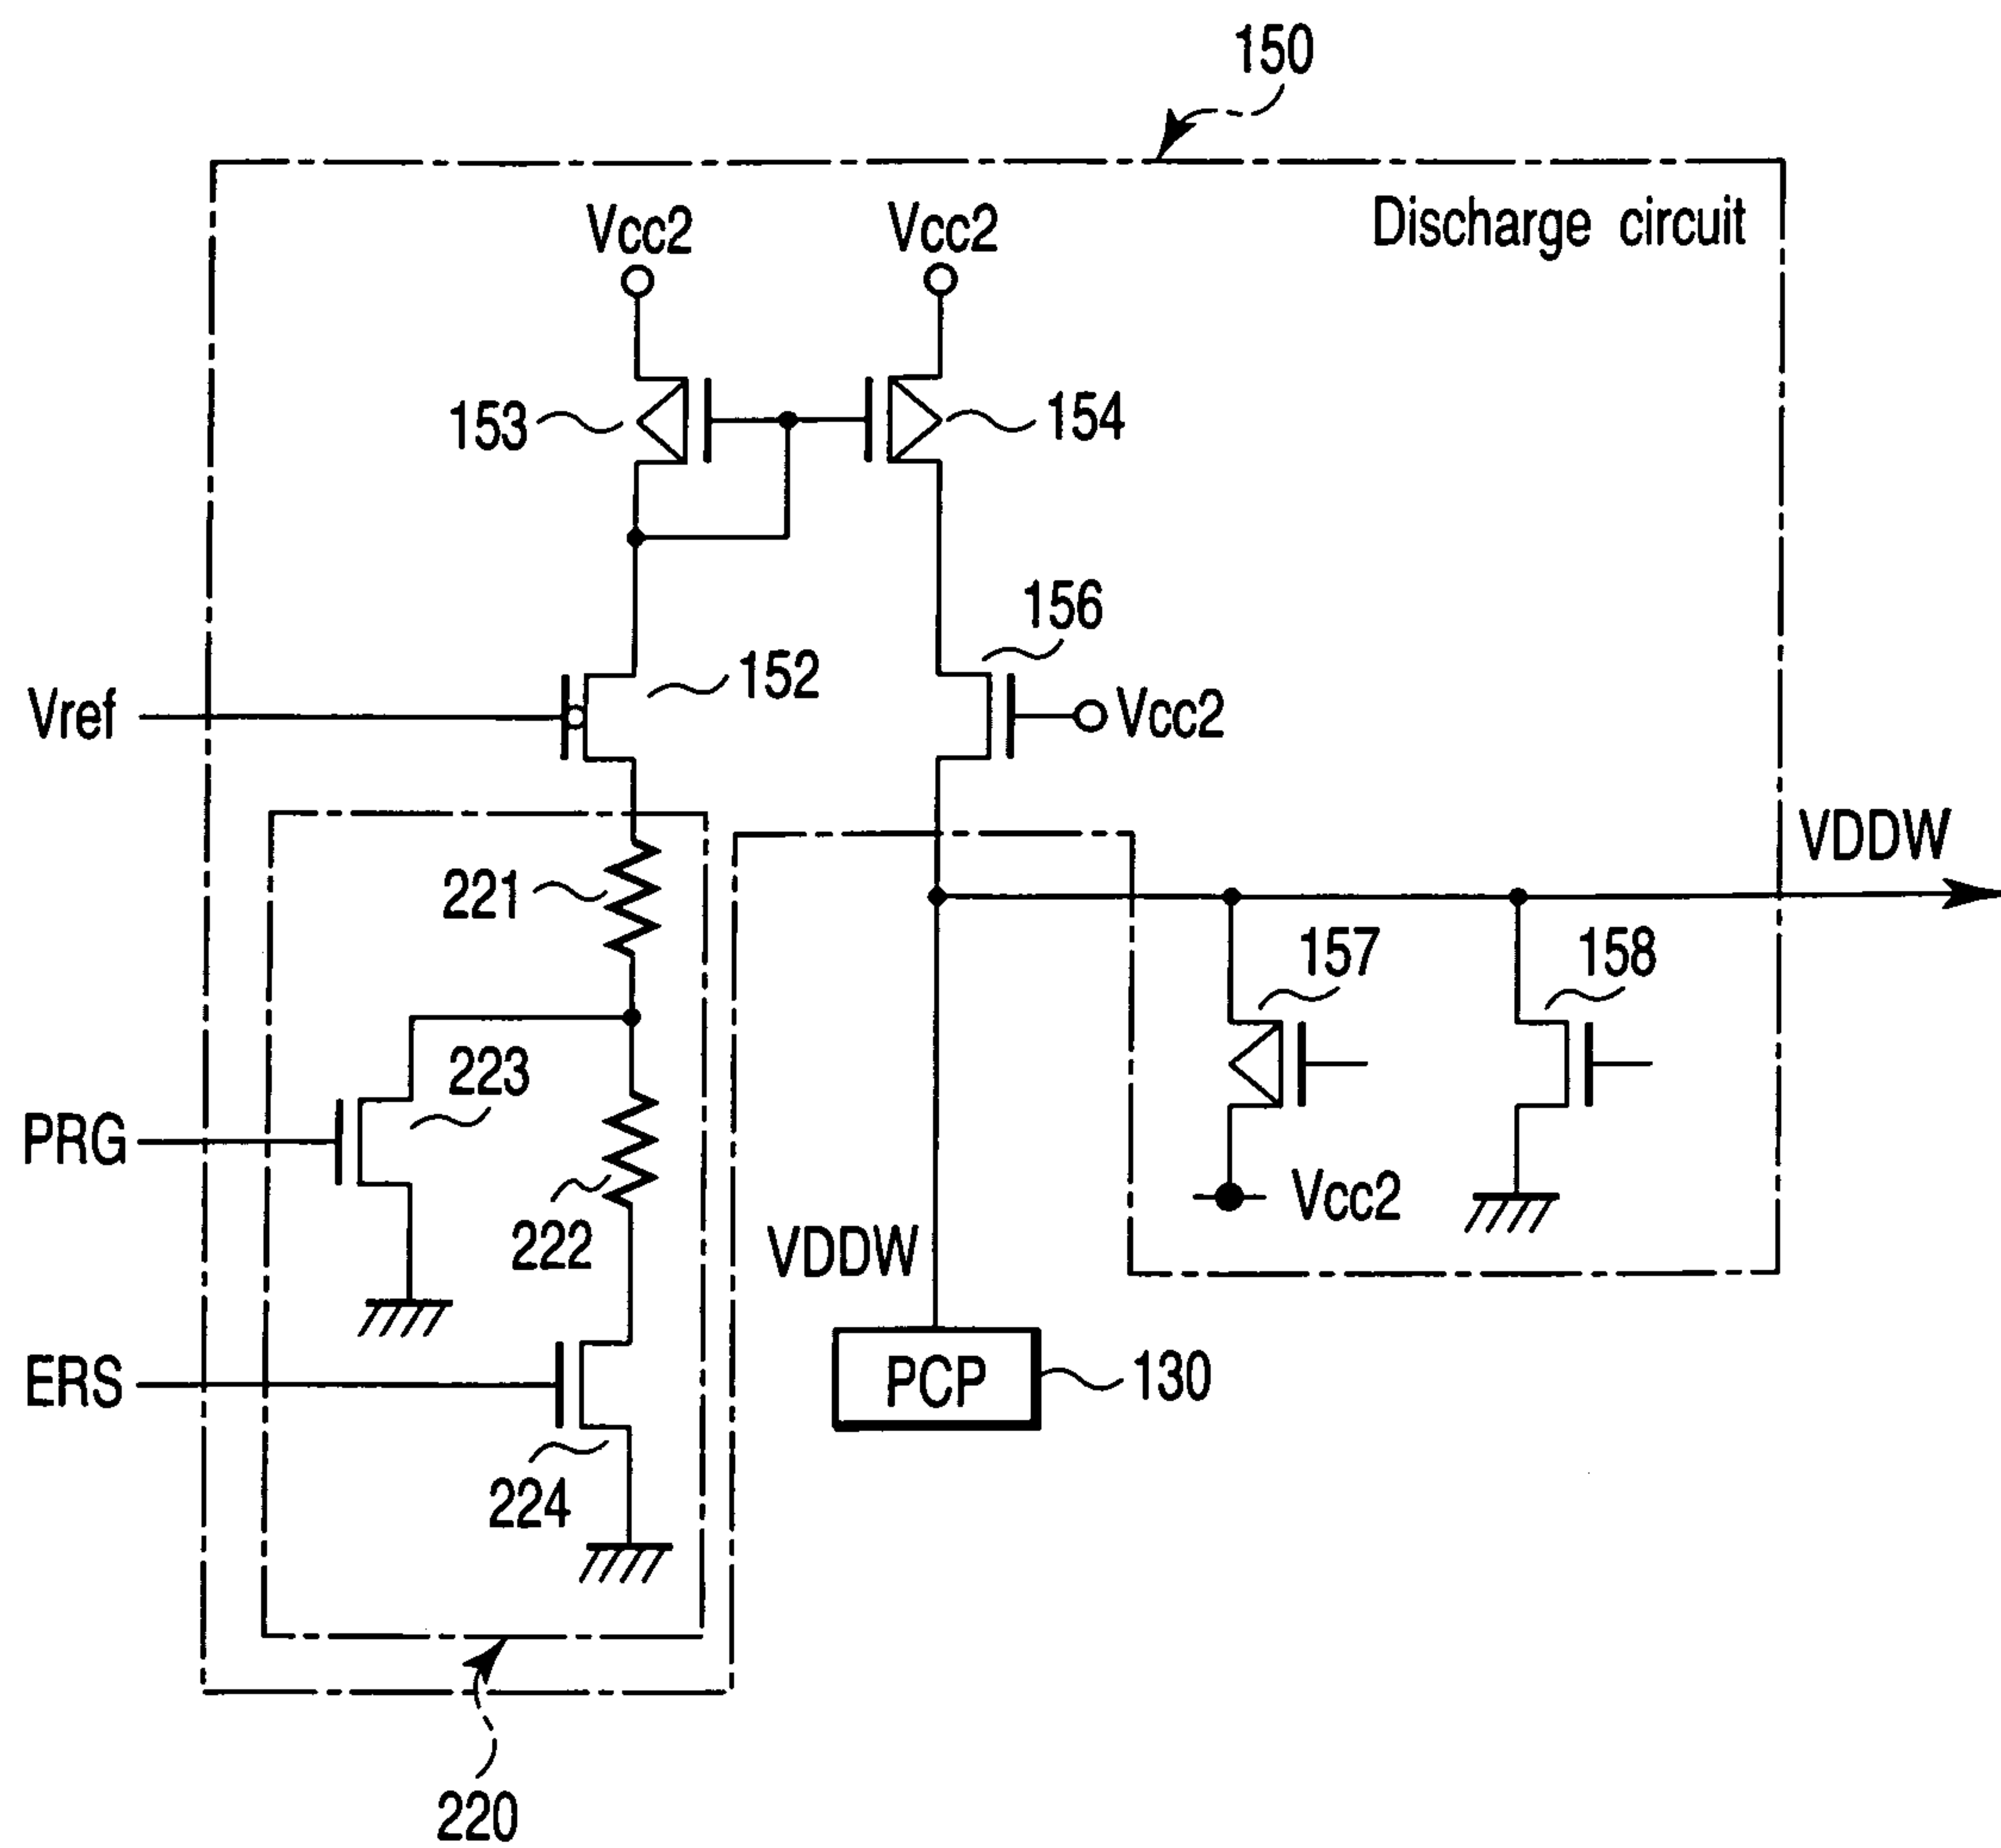 150
Discharge circuit
Vcc2
Vcc2
153
154
156
152
Vref
Vcc2
VDDW
221
157
158
223
PRG
Vcc2
222
VDDW
ERS
PCP
130
224
220